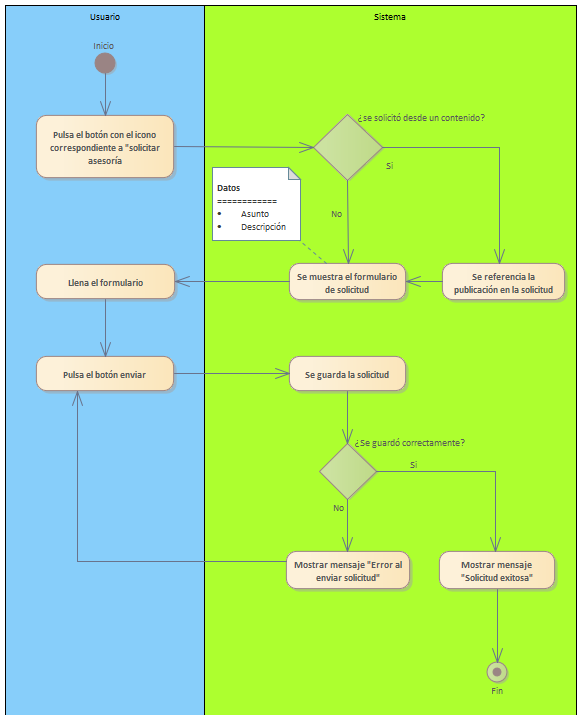 Usuario
Sistema
Inicio
Pulsa el botón con el icono
correspondiente a "solicitar
asesoría
¿se solicitó desde un contenido?
Si
No
Datos
============
• Asunto
• Descripción
Llena el formulario
Se muestra el formulario
de solicitud
Se referencia la
publicación en la solicitud
Pulsa el botón enviar
Se guarda la solicitud
¿Se guardó correctamente?
Si
No
Mostrar mensaje "Error al
enviar solicitud"
Mostrar mensaje
"Solicitud exitosa"
Fin